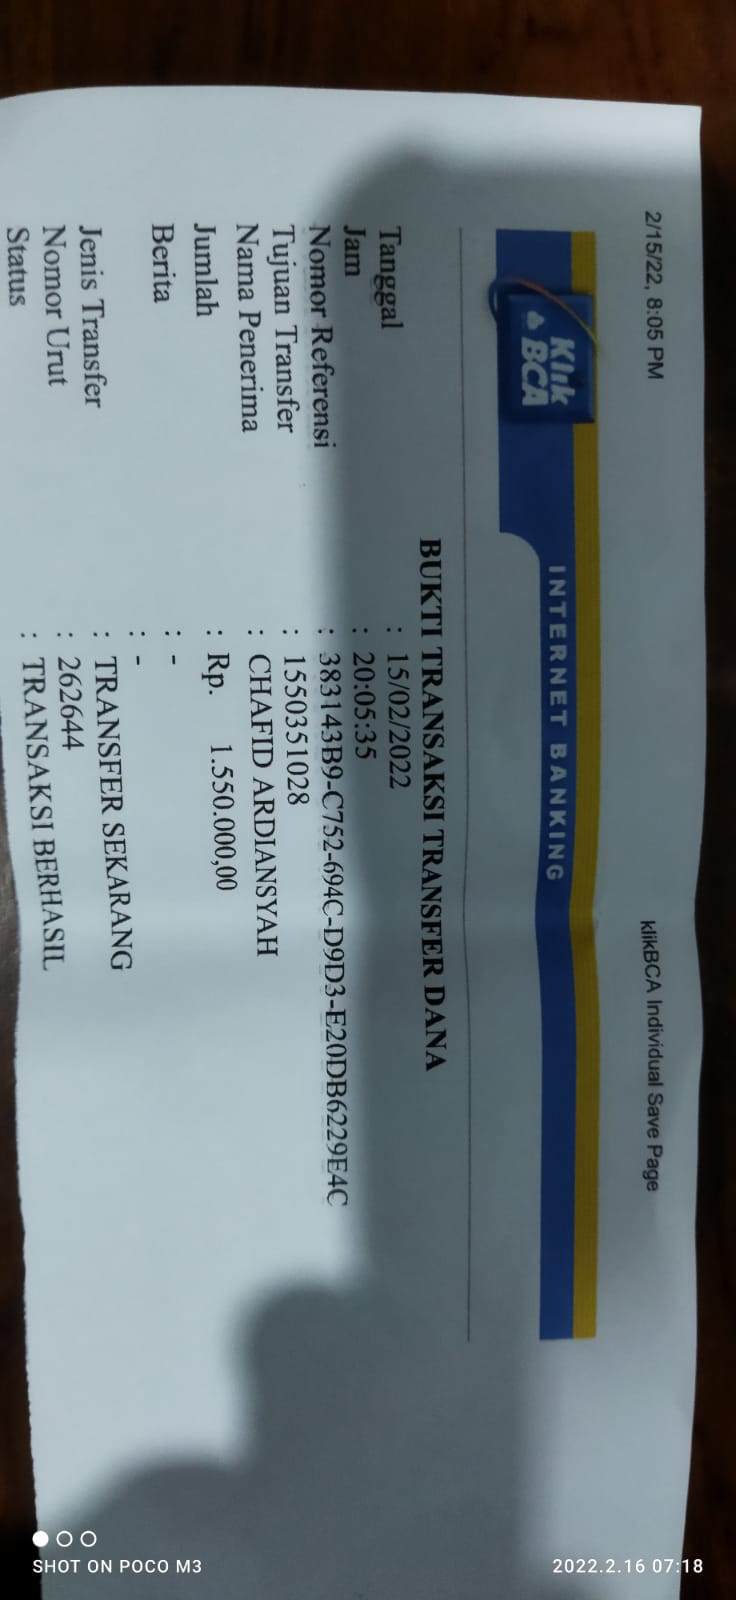 2/15/22, 8:05 PM
klikBCA Individual Save Page
Klik
BCA
INTERNET BANKING
BUKTI TRANSAKSI TRANSFER DANA
Tanggal : 15/02/2022
Jam : 20:05:35
Nomor Referensi : 383143B9-C752-694C-D9D3-E20DB6229E4C
Tujuan Transfer : 1550351028
Nama Penerima : CHAFID ARDIANSYAH
Jumlah : Rp. 1.550.000,00
Berita : -
: -
Jenis Transfer : TRANSFER SEKARANG
Nomor Urut : 262644
Status : TRANSAKSI BERHASIL
SHOT ON POCO M3
2022.2.16 07:18